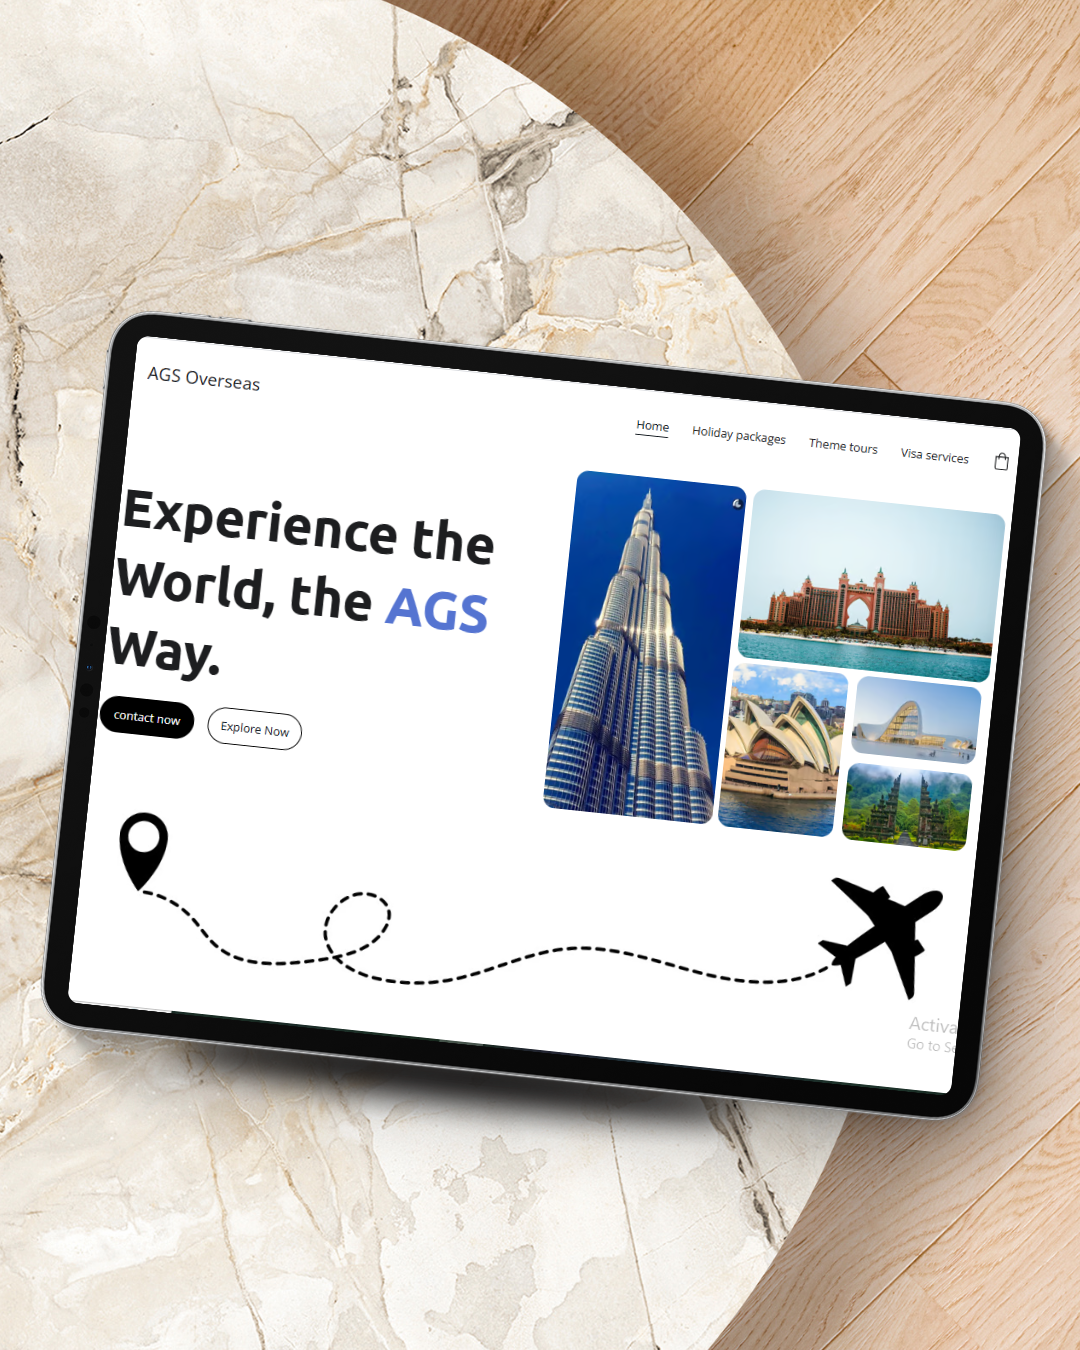 AGS Overseas
Home Holiday packages Theme tours Visa services
Experience the
World, the AGS
Way.
contact now Explore Now
Activa
Go to Se